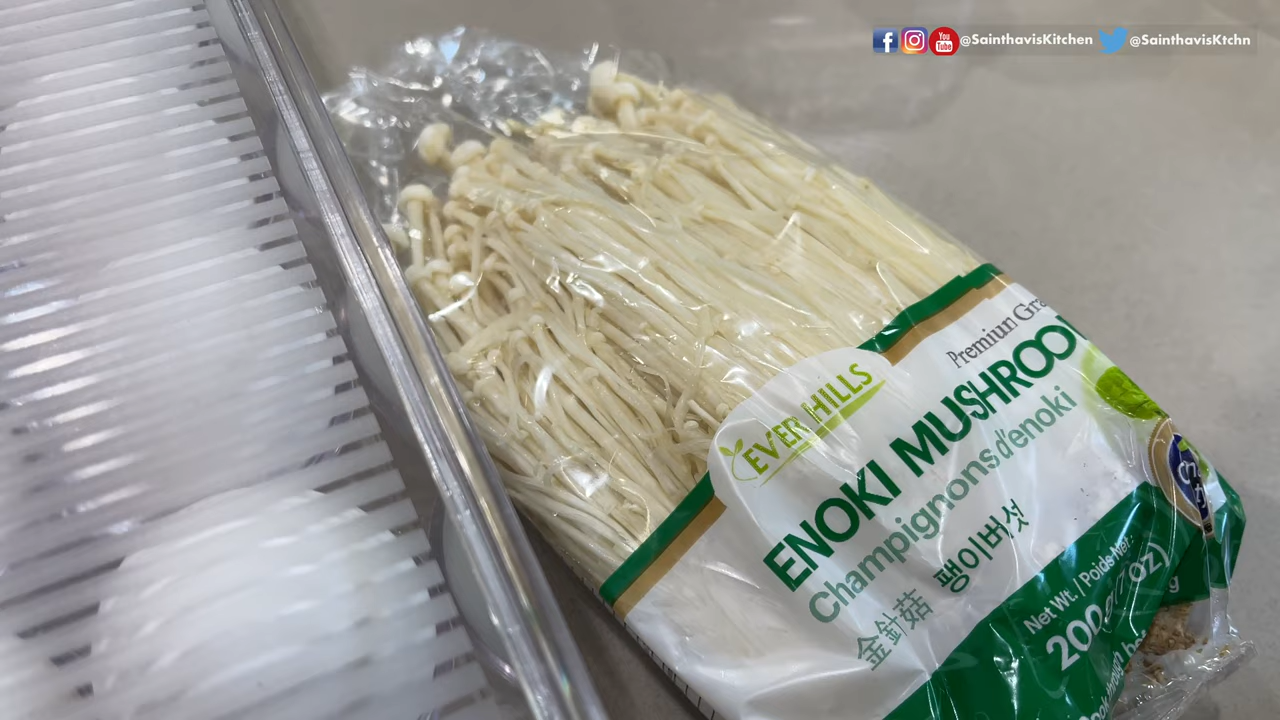 @SainthavisKitchen @SainthavisKtchn
EVER HILLS
Premiun Gra
ENOKI MUSHROO
Champignons d'enoki
金針菇 팽이버섯
Net Wt. / Poids Net:
200g (7 oz)